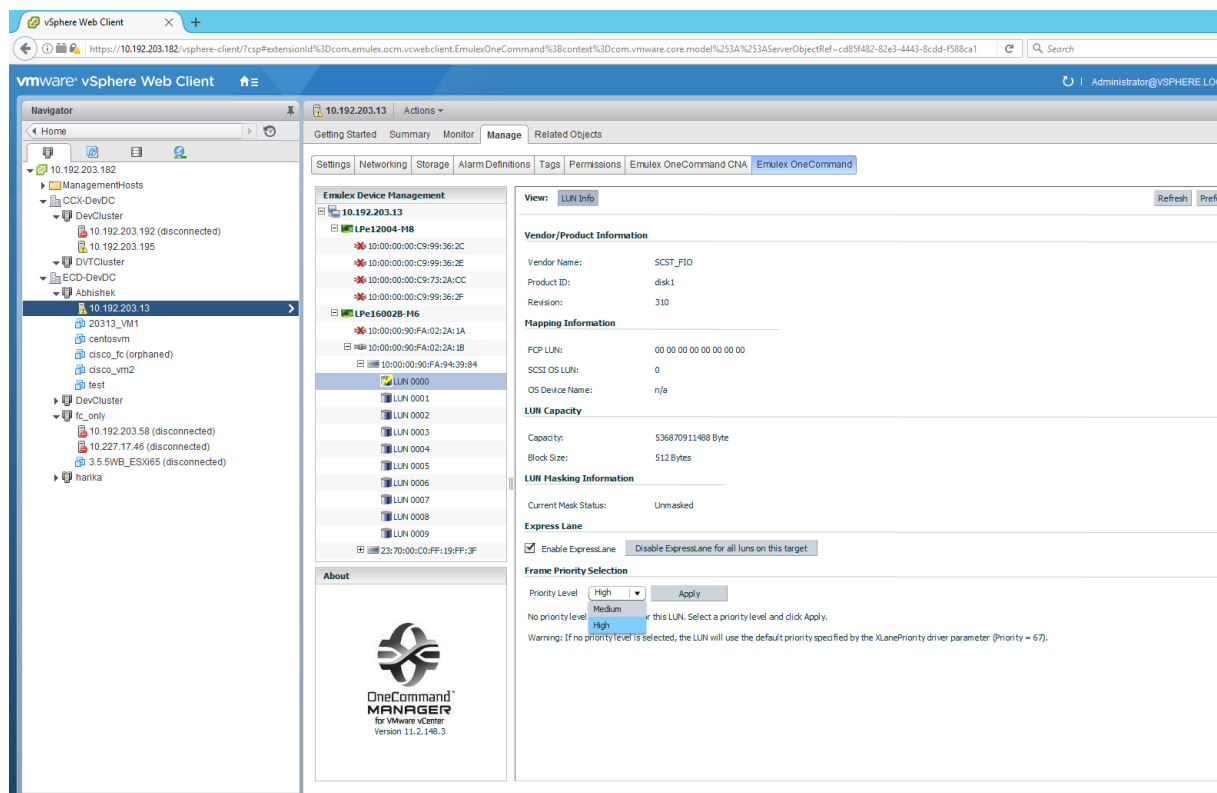 vSphere Web Client
https://10.192.203.182/vsphere-client/?csp#extensionId%3Dcom.emulex.ocm.vcwebclient.EmulexOneCommand%3Bcontext%3Dcom.vmware.core.model%253A%253AServerObjectRef~cd85f482-82e3-4443-8cdd-f588ca1
Search
vmware® vSphere Web Client
Administrator@VSPHERE.LO
Navigator
Home
10.192.203.182
ManagementHosts
CCX-DevDC
DevCluster
10.192.203.192 (disconnected)
10.192.203.195
DVTCluster
ECD-DevDC
Abhishek
10.192.203.13
20313_VM1
centosvm
cisco_fc (orphaned)
cisco_vm2
test
DevCluster
fc_only
10.192.203.58 (disconnected)
10.227.17.46 (disconnected)
3.5.5WB_ESXi65 (disconnected)
harika
10.192.203.13 Actions
Getting Started Summary Monitor Manage Related Objects
Settings Networking Storage Alarm Definitions Tags Permissions Emulex OneCommand CNA Emulex OneCommand
Emulex Device Management
10.192.203.13
LPe12004-M8
10:00:00:00:C9:99:36:2C
10:00:00:00:C9:99:36:2E
10:00:00:00:C9:73:2A:CC
10:00:00:00:C9:99:36:2F
LPe16002B-M6
10:00:00:90:FA:02:2A:1A
10:00:00:90:FA:02:2A:1B
10:00:00:90:FA:94:39:84
LUN 0000
LUN 0001
LUN 0002
LUN 0003
LUN 0004
LUN 0005
LUN 0006
LUN 0007
LUN 0008
LUN 0009
23:70:00:C0:FF:19:FF:3F
About
OneCommand™
MANAGER
for VMware vCenter
Version 11.2.148.3
View: LUN Info Refresh Pref
Vendor/Product Information
Vendor Name: SCST_FIO
Product ID: disk1
Revision: 310
Mapping Information
FCP LUN: 00 00 00 00 00 00 00 00
SCSI OS LUN: 0
OS Device Name: n/a
LUN Capacity
Capacity: 536870911488 Byte
Block Size: 512 Bytes
LUN Masking Information
Current Mask Status: Unmasked
Express Lane
Enable ExpressLane Disable ExpressLane for all luns on this target
Frame Priority Selection
Priority Level High Apply
Medium
High
No priority level r this LUN. Select a priority level and click Apply.
Warning: If no priority level is selected, the LUN will use the default priority specified by the XLanePriority driver parameter (Priority = 67).